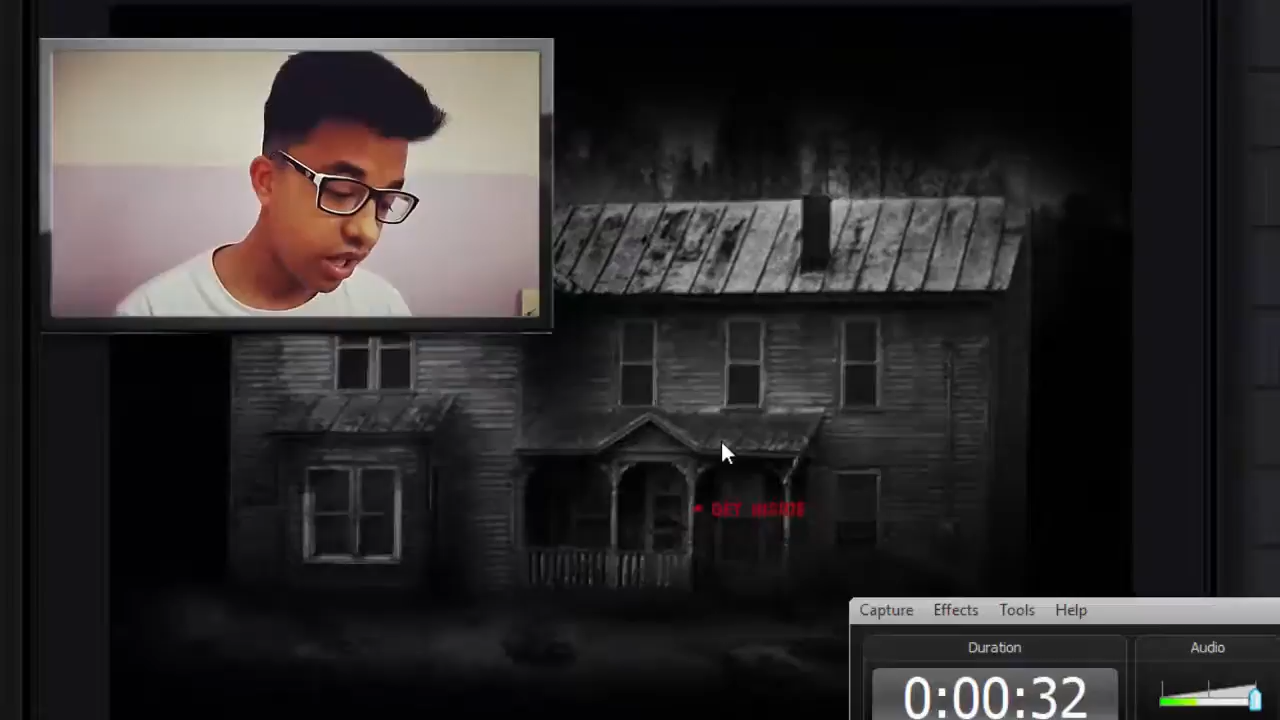 • GET INSIDE
Capture Effects Tools Help
Duration
Audio
0:00:32